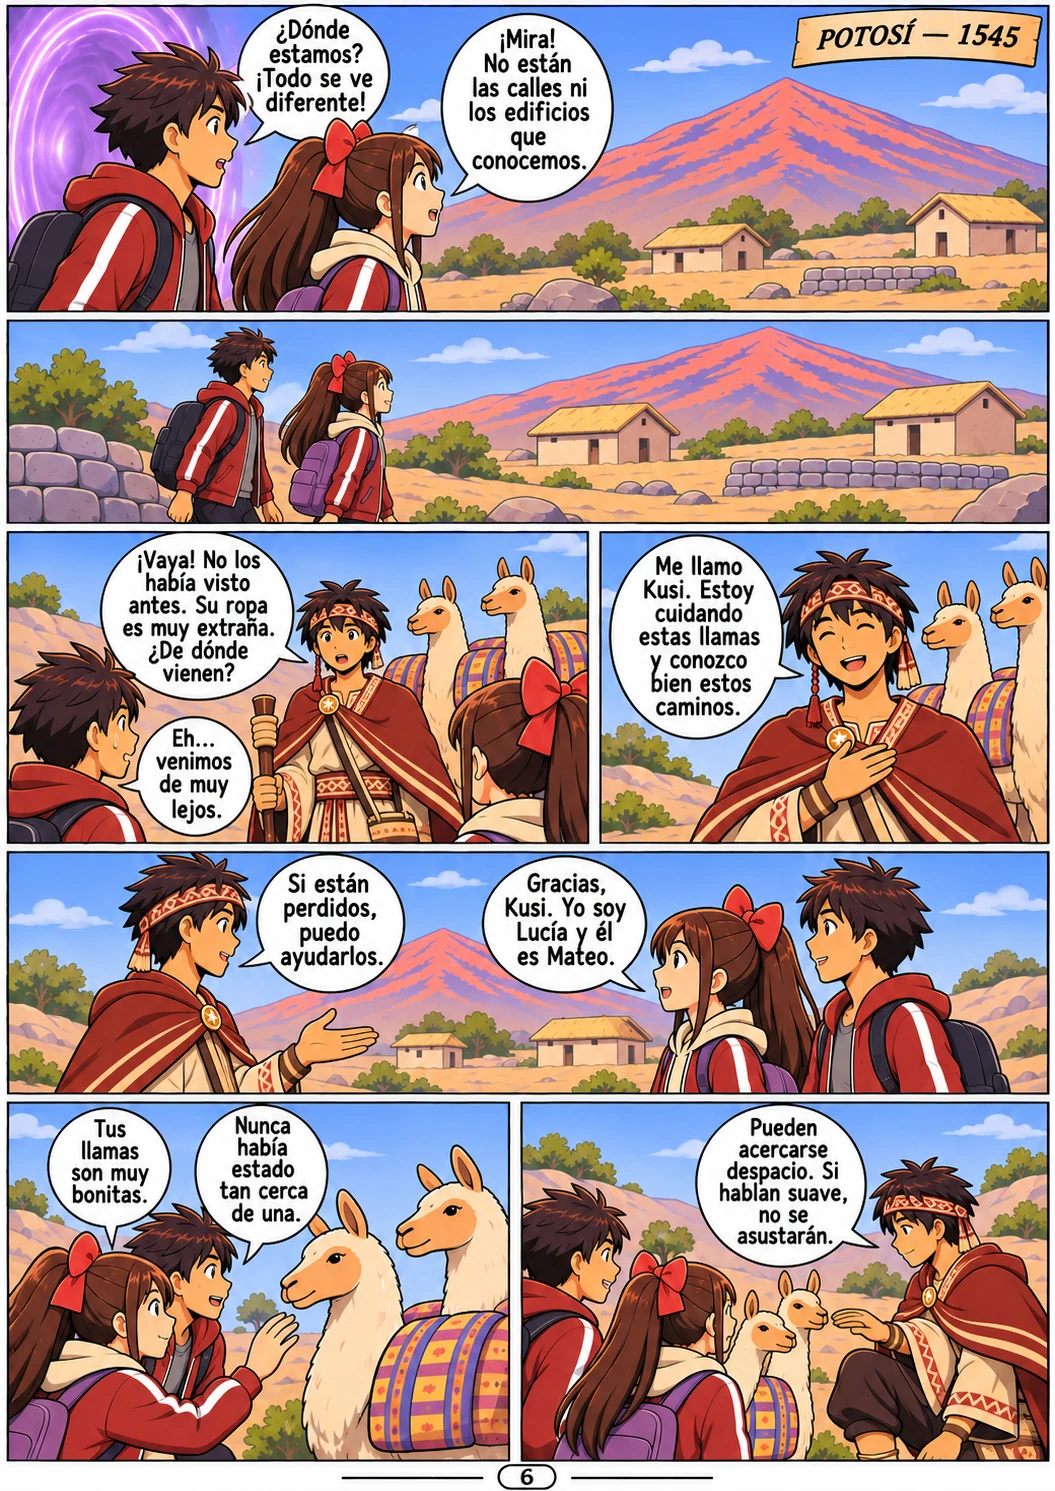 ¿Dónde
estamos?
¡Todo se ve
diferente!
¡Mira!
No están
las calles ni
los edificios
que
conocemos.
POTOSÍ — 1545
¡Vaya! No los
había visto
antes. Su ropa
es muy extraña.
¿De dónde
vienen?
Eh...
venimos
de muy
lejos.
Me llamo
Kusi. Estoy
cuidando
estas llamas
y conozco
bien estos
caminos.
Si están
perdidos,
puedo
ayudarlos.
Gracias,
Kusi. Yo soy
Lucía y él
es Mateo.
Tus
llamas
son muy
bonitas.
Nunca
había
estado
tan cerca
de una.
Pueden
acercarse
despacio. Si
hablan suave,
no se
asustarán.
6